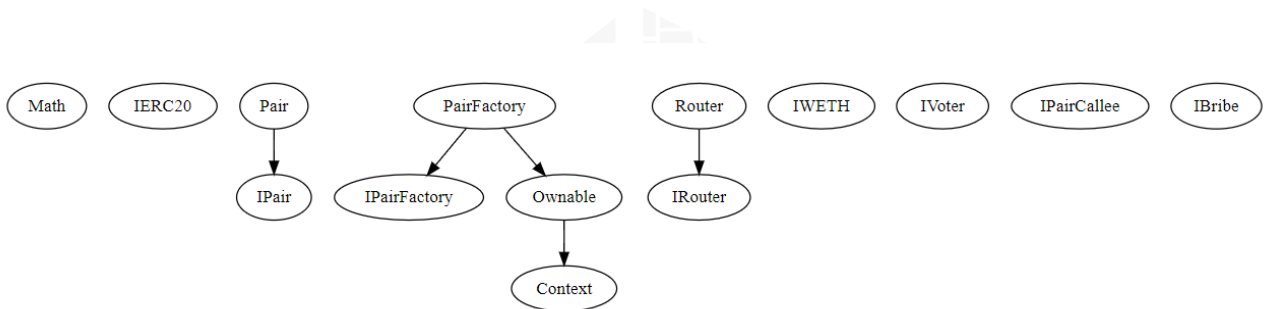 Math IERC20 Pair PairFactory Router IWETH IVoter IPairCallee IBribe
IPair IPairFactory Ownable IRouter
Context